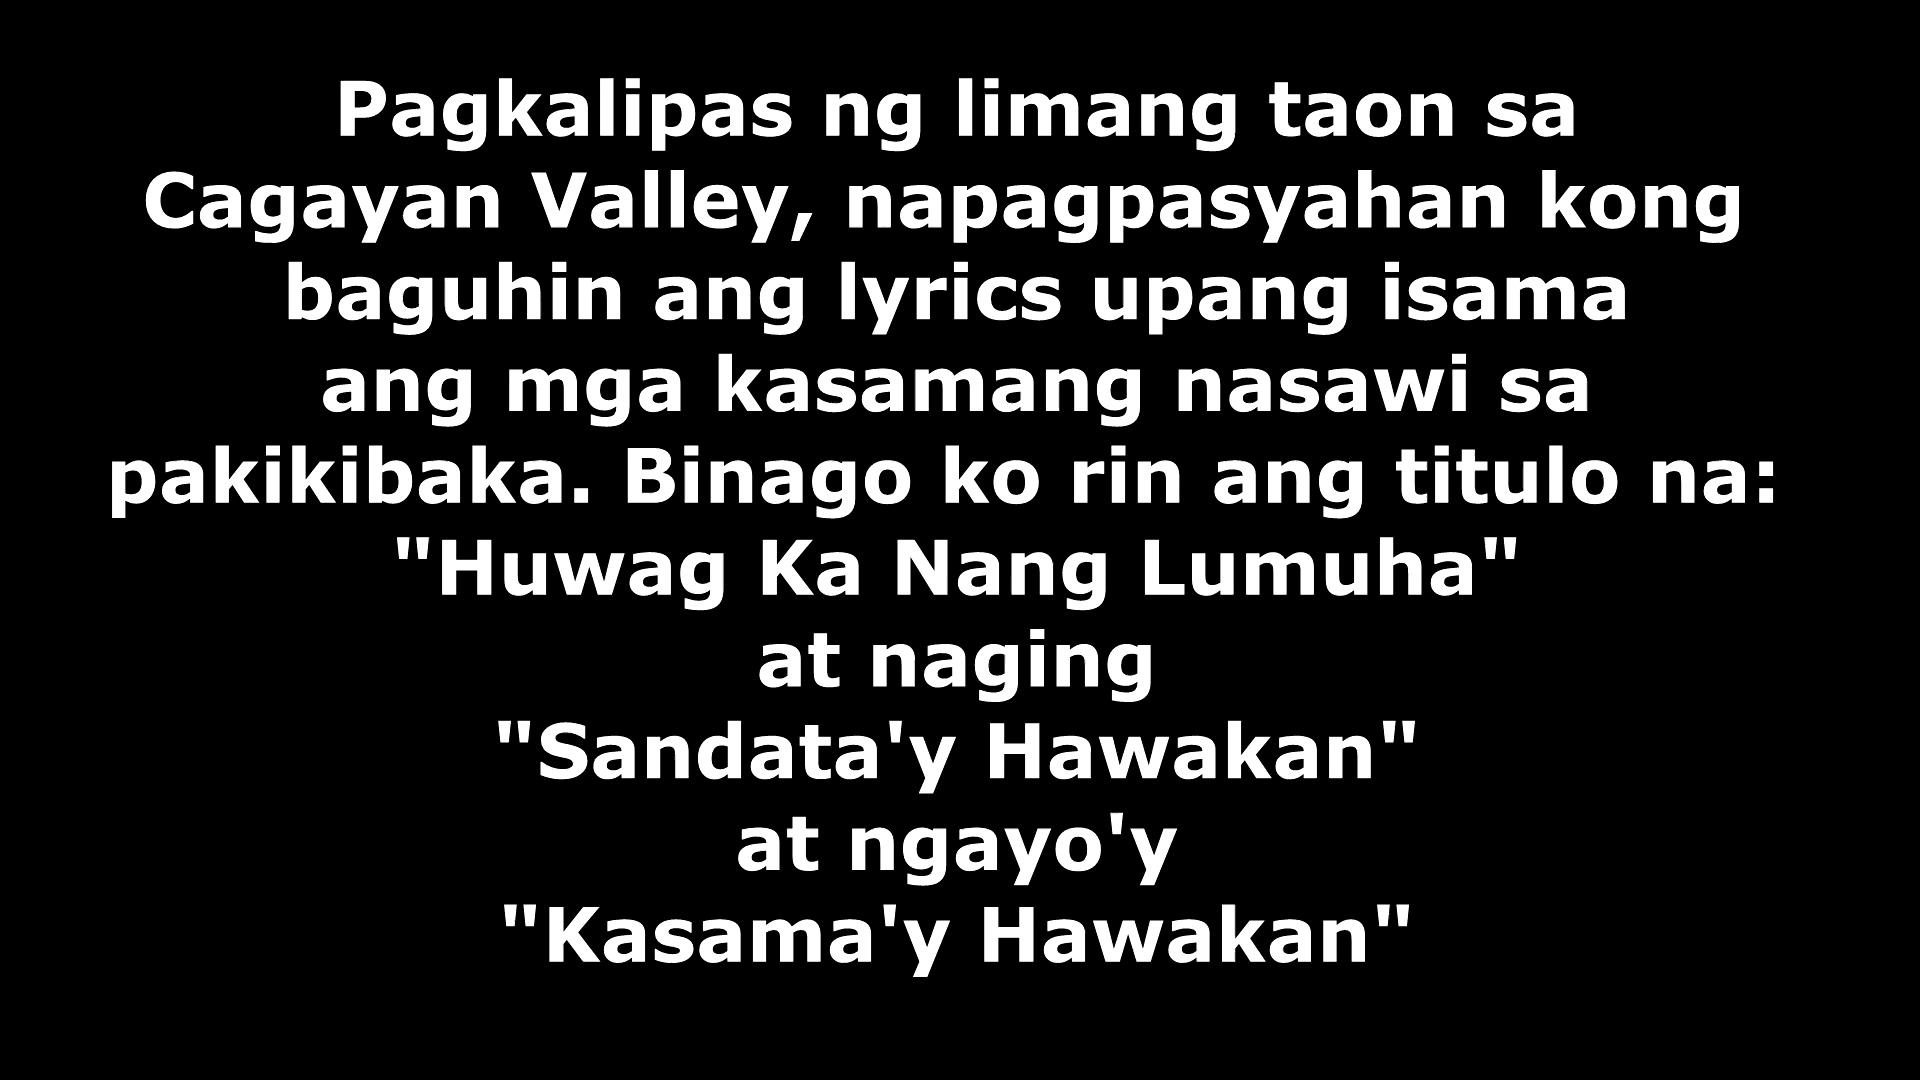 Pagkalipas ng limang taon sa
Cagayan Valley, napagpasyahan kong
baguhin ang lyrics upang isama
ang mga kasamang nasawi sa
pakikibaka. Binago ko rin ang titulo na:
"Huwag Ka Nang Lumuha"
at naging
"Sandata'y Hawakan"
at ngayo'y
"Kasama'y Hawakan"